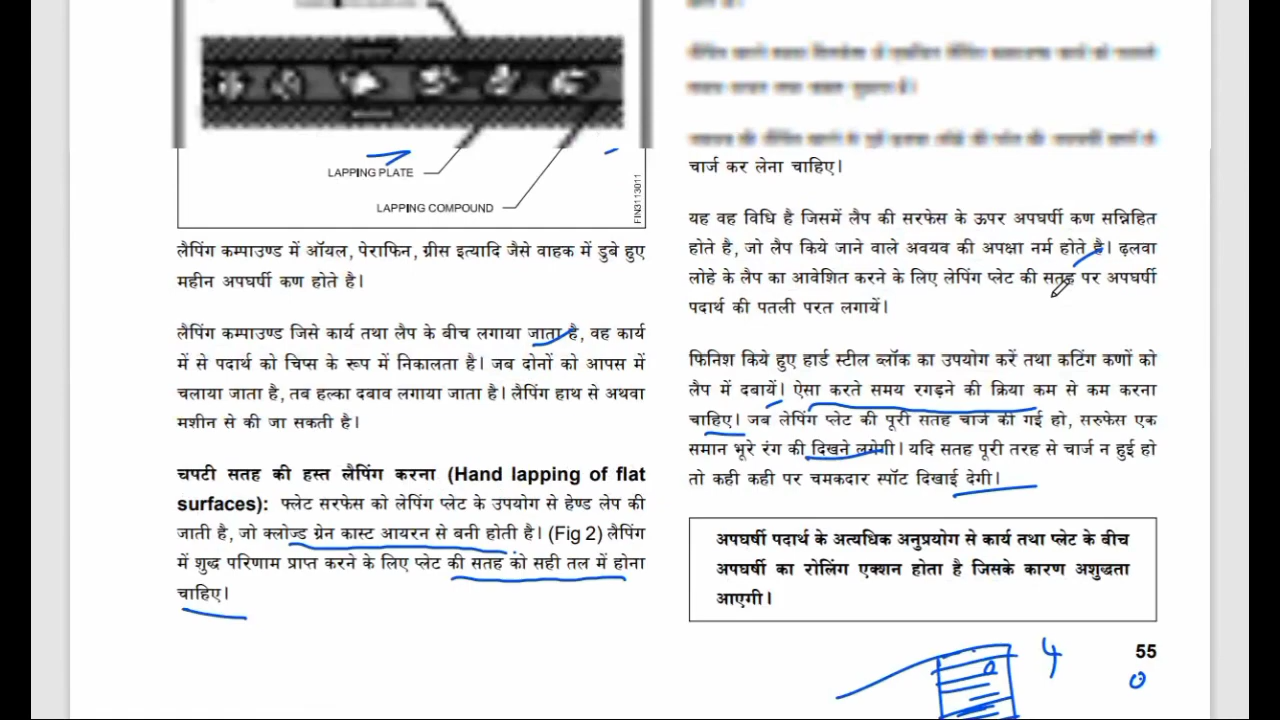 LAPPING PLATE
LAPPING COMPOUND
FIN3113011
लैपिंग कम्पाउण्ड में ऑयल, पेराफिन, ग्रीस इत्यादि जैसे वाहक में डुबे हुए
महीन अपघर्षी कण होते है।
लैपिंग कम्पाउण्ड जिसे कार्य तथा लैप के बीच लगाया जाता है, वह कार्य
में से पदार्थ को चिप्स के रूप में निकालता है। जब दोनों को आपस में
चलाया जाता है, तब हल्का दबाव लगाया जाता है। लैपिंग हाथ से अथवा
मशीन से की जा सकती है।
चपटी सतह की हस्त लैपिंग करना (Hand lapping of flat
surfaces): फ्लेट सरफेस को लेपिंग प्लेट के उपयोग से हेण्ड लेप की
जाती है, जो क्लोज्ड ग्रेन कास्ट आयरन से बनी होती है। (Fig 2) लैपिंग
में शुद्ध परिणाम प्राप्त करने के लिए प्लेट की सतह को सही तल में होना
चाहिए।
चार्ज कर लेना चाहिए।
यह वह विधि है जिसमें लैप की सरफेस के ऊपर अपघर्षी कण सन्निहित
होते है, जो लैप किये जाने वाले अवयव की अपक्षा नर्म होते है। ढ़लवा
लोहे के लैप का आवेशित करने के लिए लेपिंग प्लेट की सतह पर अपघर्षी
पदार्थ की पतली परत लगायें।
फिनिश किये हुए हार्ड स्टील ब्लॉक का उपयोग करें तथा कटिंग कणों को
लैप में दबायें। ऐसा करते समय रगड़ने की क्रिया कम से कम करना
चाहिए। जब लेपिंग प्लेट की पूरी सतह चार्ज की गई हो, सरुफेस एक
समान भूरे रंग की दिखने लगेगी। यदि सतह पूरी तरह से चार्ज न हुई हो
तो कही कही पर चमकदार स्पॉट दिखाई देगी।
अपघर्षी पदार्थ के अत्यधिक अनुप्रयोग से कार्य तथा प्लेट के बीच
अपघर्षी का रोलिंग एक्शन होता है जिसके कारण अशुद्धता
आएगी।
55